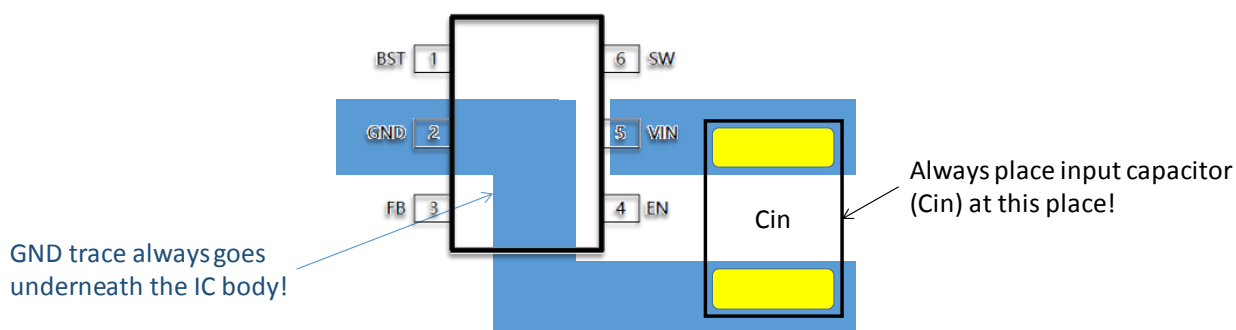 BST 1 6 SW
GND 2 5 VIN
FB 3 4 EN
Cin
Always place input capacitor
(Cin) at this place!
GND trace always goes
underneath the IC body!